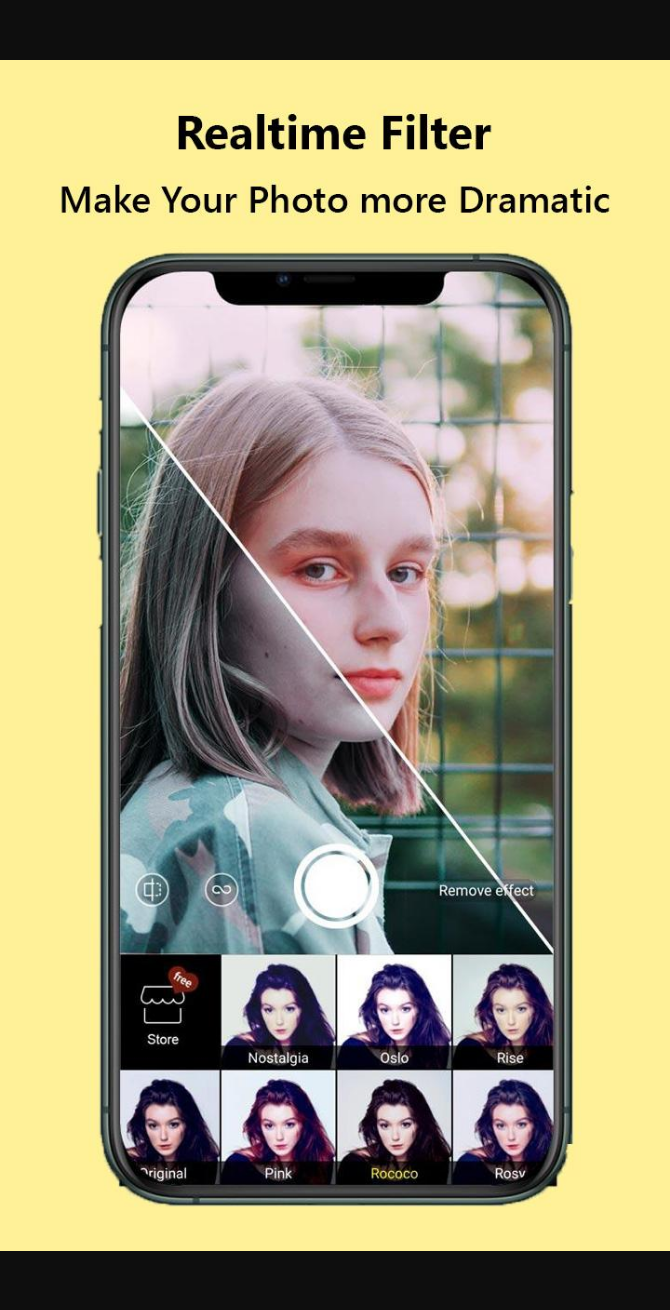 Realtime Filter
Make Your Photo more Dramatic
Remove effect
free
Store
Nostalgia
Oslo
Rise
Original
Pink
Rococo
Rosy